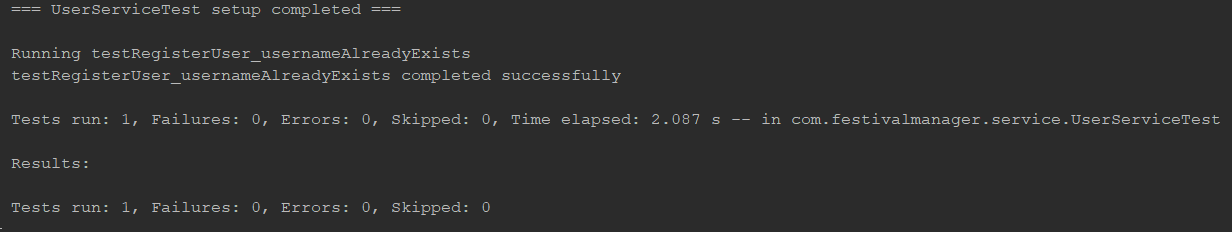 === UserServiceTest setup completed ===
Running testRegisterUser_usernameAlreadyExists
testRegisterUser_usernameAlreadyExists completed successfully
Tests run: 1, Failures: 0, Errors: 0, Skipped: 0, Time elapsed: 2.087 s -- in com.festivalmanager.service.UserServiceTest
Results:
Tests run: 1, Failures: 0, Errors: 0, Skipped: 0